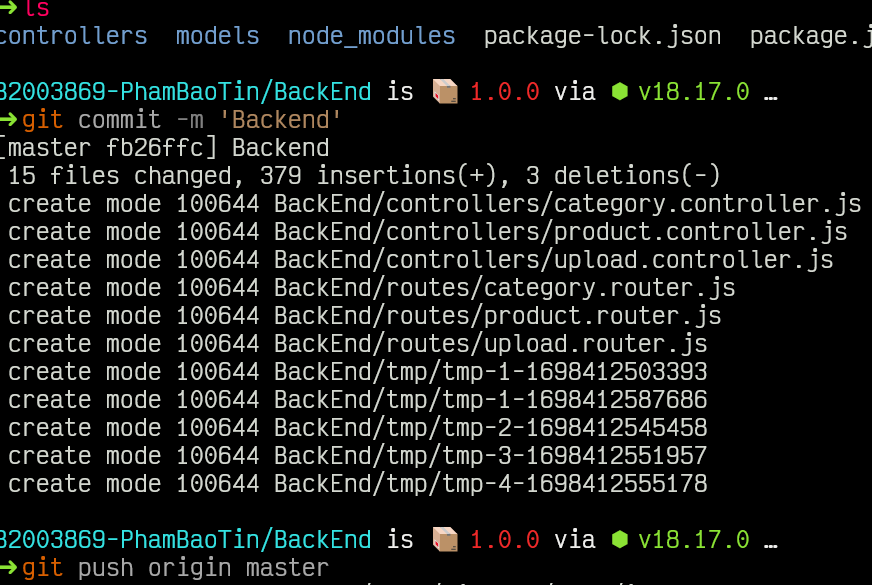 ➜ ls
controllers models node_modules package-lock.json package.j
82003869-PhamBaoTin/BackEnd is 📦 1.0.0 via ⬢ v18.17.0 …
➜ git commit -m 'Backend'
[master fb26ffc] Backend
15 files changed, 379 insertions(+), 3 deletions(-)
create mode 100644 BackEnd/controllers/category.controller.js
create mode 100644 BackEnd/controllers/product.controller.js
create mode 100644 BackEnd/controllers/upload.controller.js
create mode 100644 BackEnd/routes/category.router.js
create mode 100644 BackEnd/routes/product.router.js
create mode 100644 BackEnd/routes/upload.router.js
create mode 100644 BackEnd/tmp/tmp-1-1698412503393
create mode 100644 BackEnd/tmp/tmp-1-1698412587686
create mode 100644 BackEnd/tmp/tmp-2-1698412545458
create mode 100644 BackEnd/tmp/tmp-3-1698412551957
create mode 100644 BackEnd/tmp/tmp-4-1698412555178
82003869-PhamBaoTin/BackEnd is 📦 1.0.0 via ⬢ v18.17.0 …
➜ git push origin master